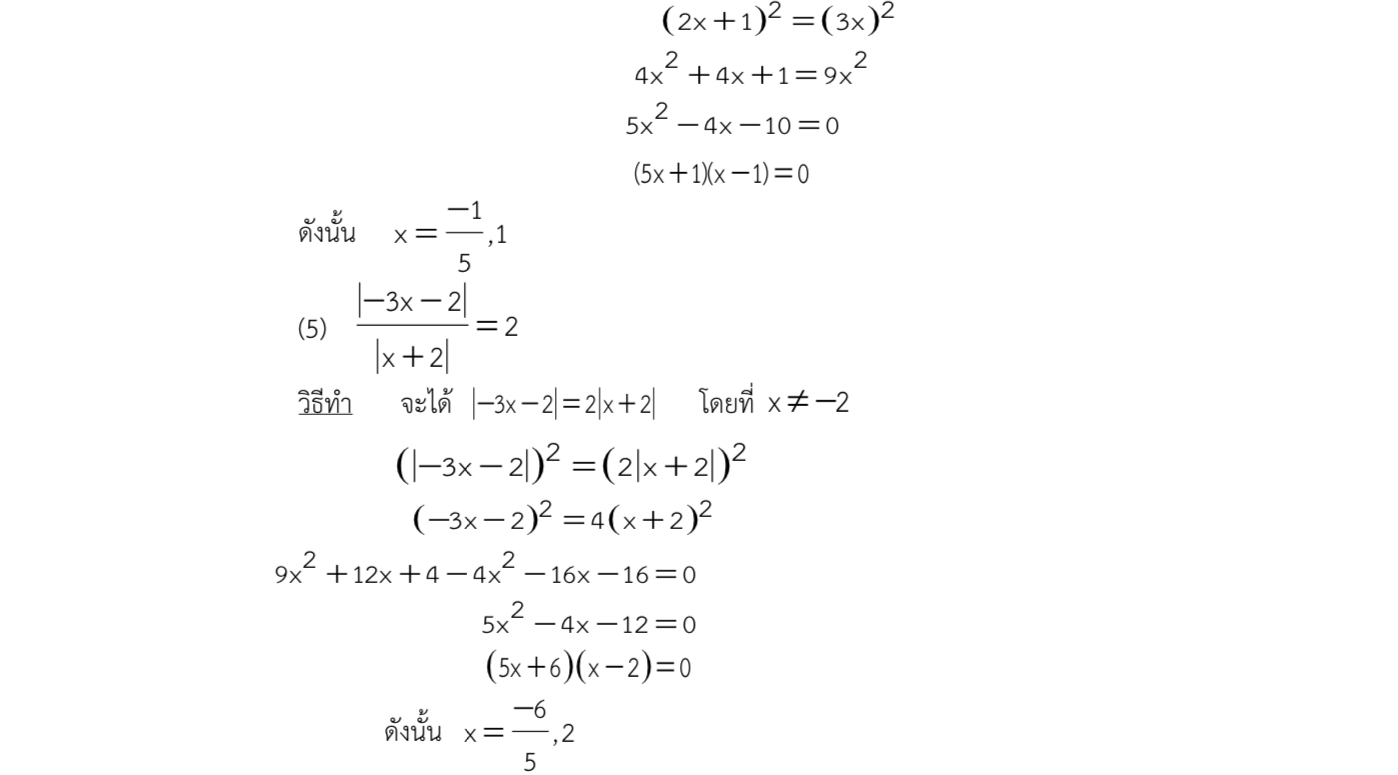 (2x+1)² = (3x)²
4x² + 4x + 1 = 9x²
5x² − 4x − 10 = 0
(5x+1)(x−1) = 0
ดังนั้น x = −1/5 ,1
(5) |−3x−2| / |x+2| = 2
วิธีทำ จะได้ |−3x−2| = 2|x+2| โดยที่ x ≠ −2
(|−3x−2|)² = (2|x+2|)²
(−3x−2)² = 4(x+2)²
9x² + 12x + 4 − 4x² − 16x − 16 = 0
5x² − 4x − 12 = 0
(5x+6)(x−2) = 0
ดังนั้น x = −6/5 ,2